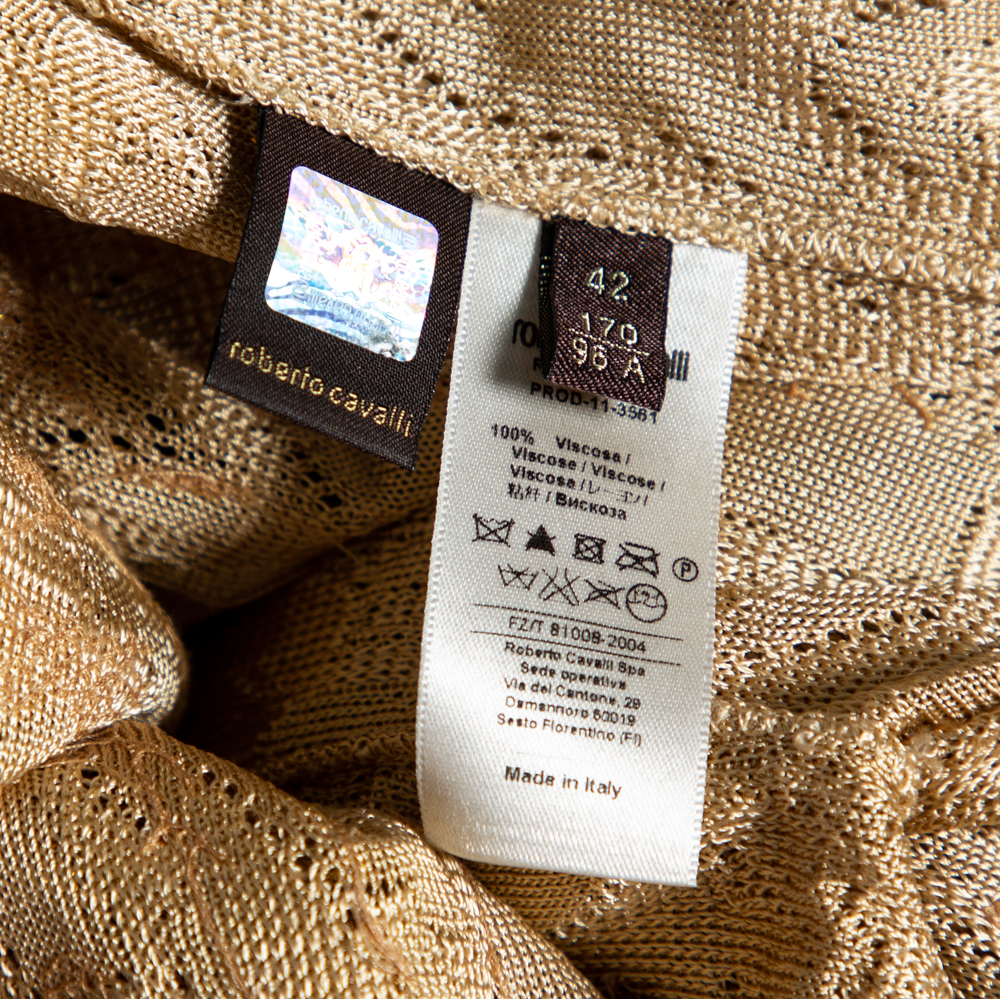 roberto cavalli
42
170
96 A
PROD-11-3561
100% Viscosa /
Viscose / Viscose /
Viscosa / レーヨン /
粘纤 / Вискоза
P
FZ/T 81008-2004
Roberto Cavalli Spa
Sede operativa
Via del Cantone, 29
Osmannoro 50019
Sesto Fiorentino (FI)
Made in Italy